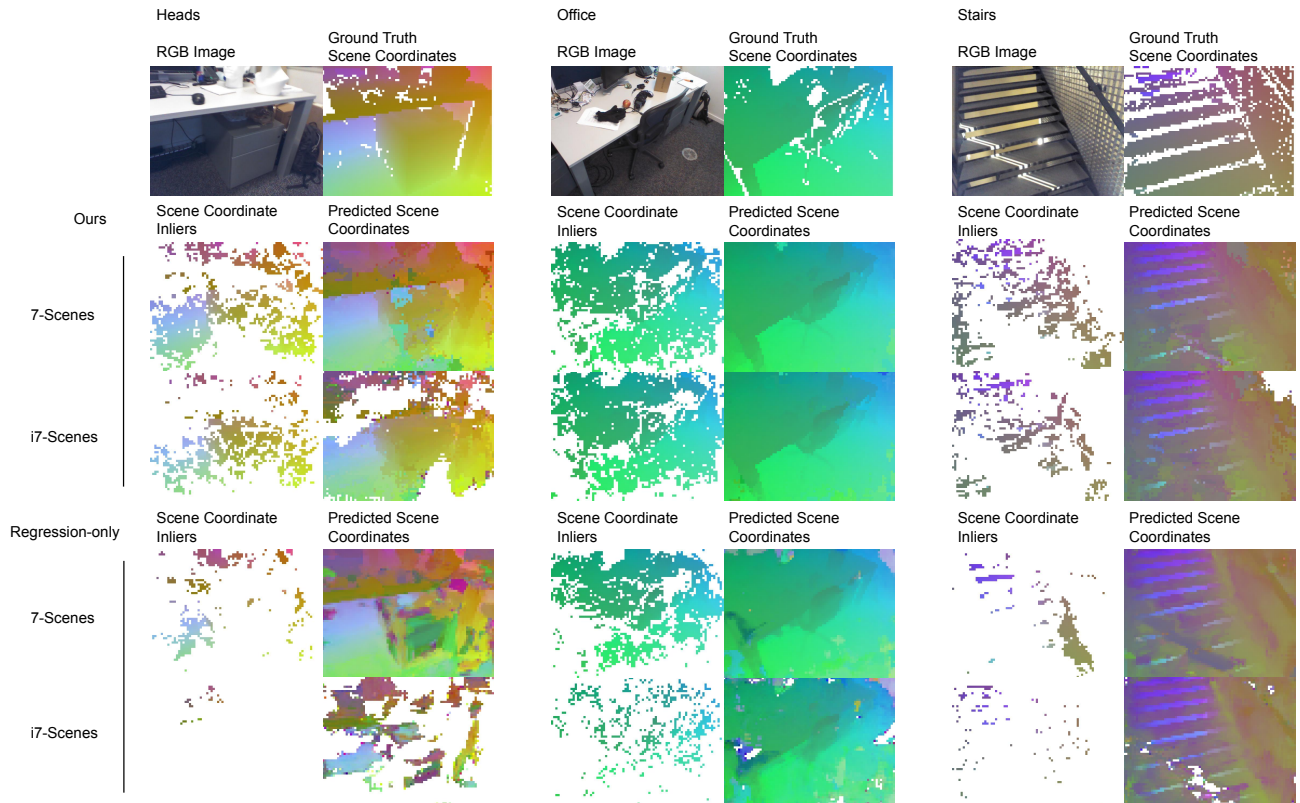 Heads
Office
Stairs
RGB Image
Ground Truth
Scene Coordinates
RGB Image
Ground Truth
Scene Coordinates
RGB Image
Ground Truth
Scene Coordinates
Ours
Scene Coordinate
Inliers
Predicted Scene
Coordinates
Scene Coordinate
Inliers
Predicted Scene
Coordinates
Scene Coordinate
Inliers
Predicted Scene
Coordinates
7-Scenes
i7-Scenes
Regression-only
Scene Coordinate
Inliers
Predicted Scene
Coordinates
Scene Coordinate
Inliers
Predicted Scene
Coordinates
Scene Coordinate
Inliers
Predicted Scene
Coordinates
7-Scenes
i7-Scenes